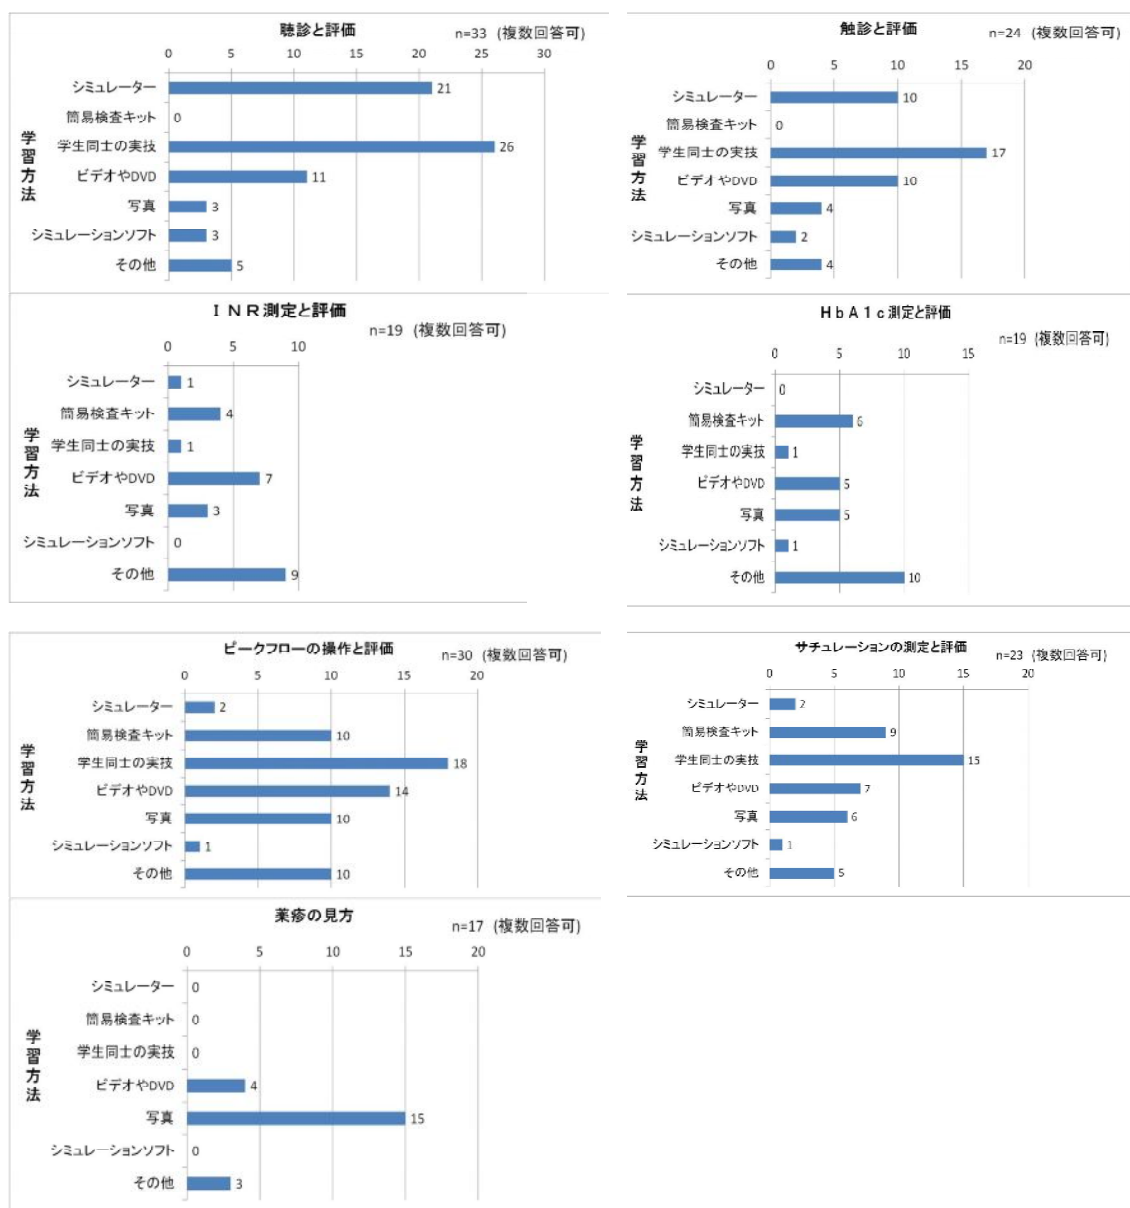 聴診と評価
n=33 (複数回答可)
0 5 10 15 20 25 30
学習方法
シミュレーター 21
簡易検査キット 0
学生同士の実技 26
ビデオやDVD 11
写真 3
シミュレーションソフト 3
その他 5
触診と評価
n=24 (複数回答可)
0 5 10 15 20
学習方法
シミュレーター 10
簡易検査キット 0
学生同士の実技 17
ビデオやDVD 10
写真 4
シミュレーションソフト 2
その他 4
ＩＮＲ測定と評価
n=19 (複数回答可)
0 5 10
学習方法
シミュレーター 1
簡易検査キット 4
学生同士の実技 1
ビデオやDVD 7
写真 3
シミュレーションソフト 0
その他 9
ＨｂＡ１ｃ測定と評価
n=19 (複数回答可)
0 5 10 15
学習方法
シミュレーター 0
簡易検査キット 6
学生同士の実技 1
ビデオやDVD 5
写真 5
シミュレーションソフト 1
その他 10
ピークフローの操作と評価
n=30 (複数回答可)
0 5 10 15 20
学習方法
シミュレーター 2
簡易検査キット 10
学生同士の実技 18
ビデオやDVD 14
写真 10
シミュレーションソフト 1
その他 10
サチュレーションの測定と評価
n=23 (複数回答可)
0 5 10 15 20
学習方法
シミュレーター 2
簡易検査キット 9
学生同士の実技 15
ビデオやDVD 7
写真 6
シミュレーションソフト 1
その他 5
薬疹の見方
n=17 (複数回答可)
0 5 10 15 20
学習方法
シミュレーター 0
簡易検査キット 0
学生同士の実技 0
ビデオやDVD 4
写真 15
シミュレーションソフト 0
その他 3